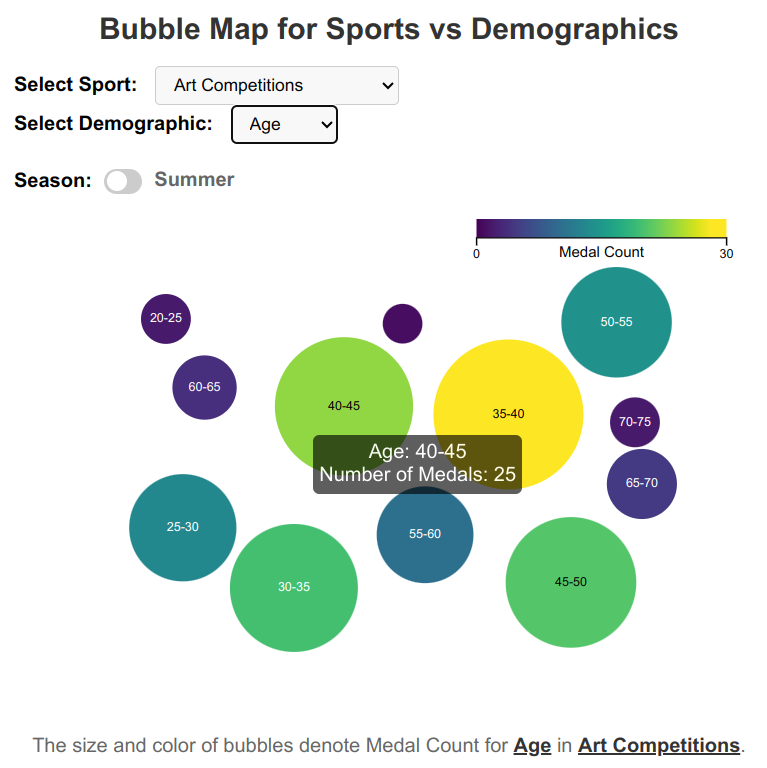 Bubble Map for Sports vs Demographics
Select Sport: Art Competitions
Select Demographic: Age
Season: Summer
0 Medal Count 30
20-25
50-55
60-65
40-45
35-40
70-75
Age: 40-45
Number of Medals: 25
65-70
25-30
55-60
30-35
45-50
The size and color of bubbles denote Medal Count for Age in Art Competitions.